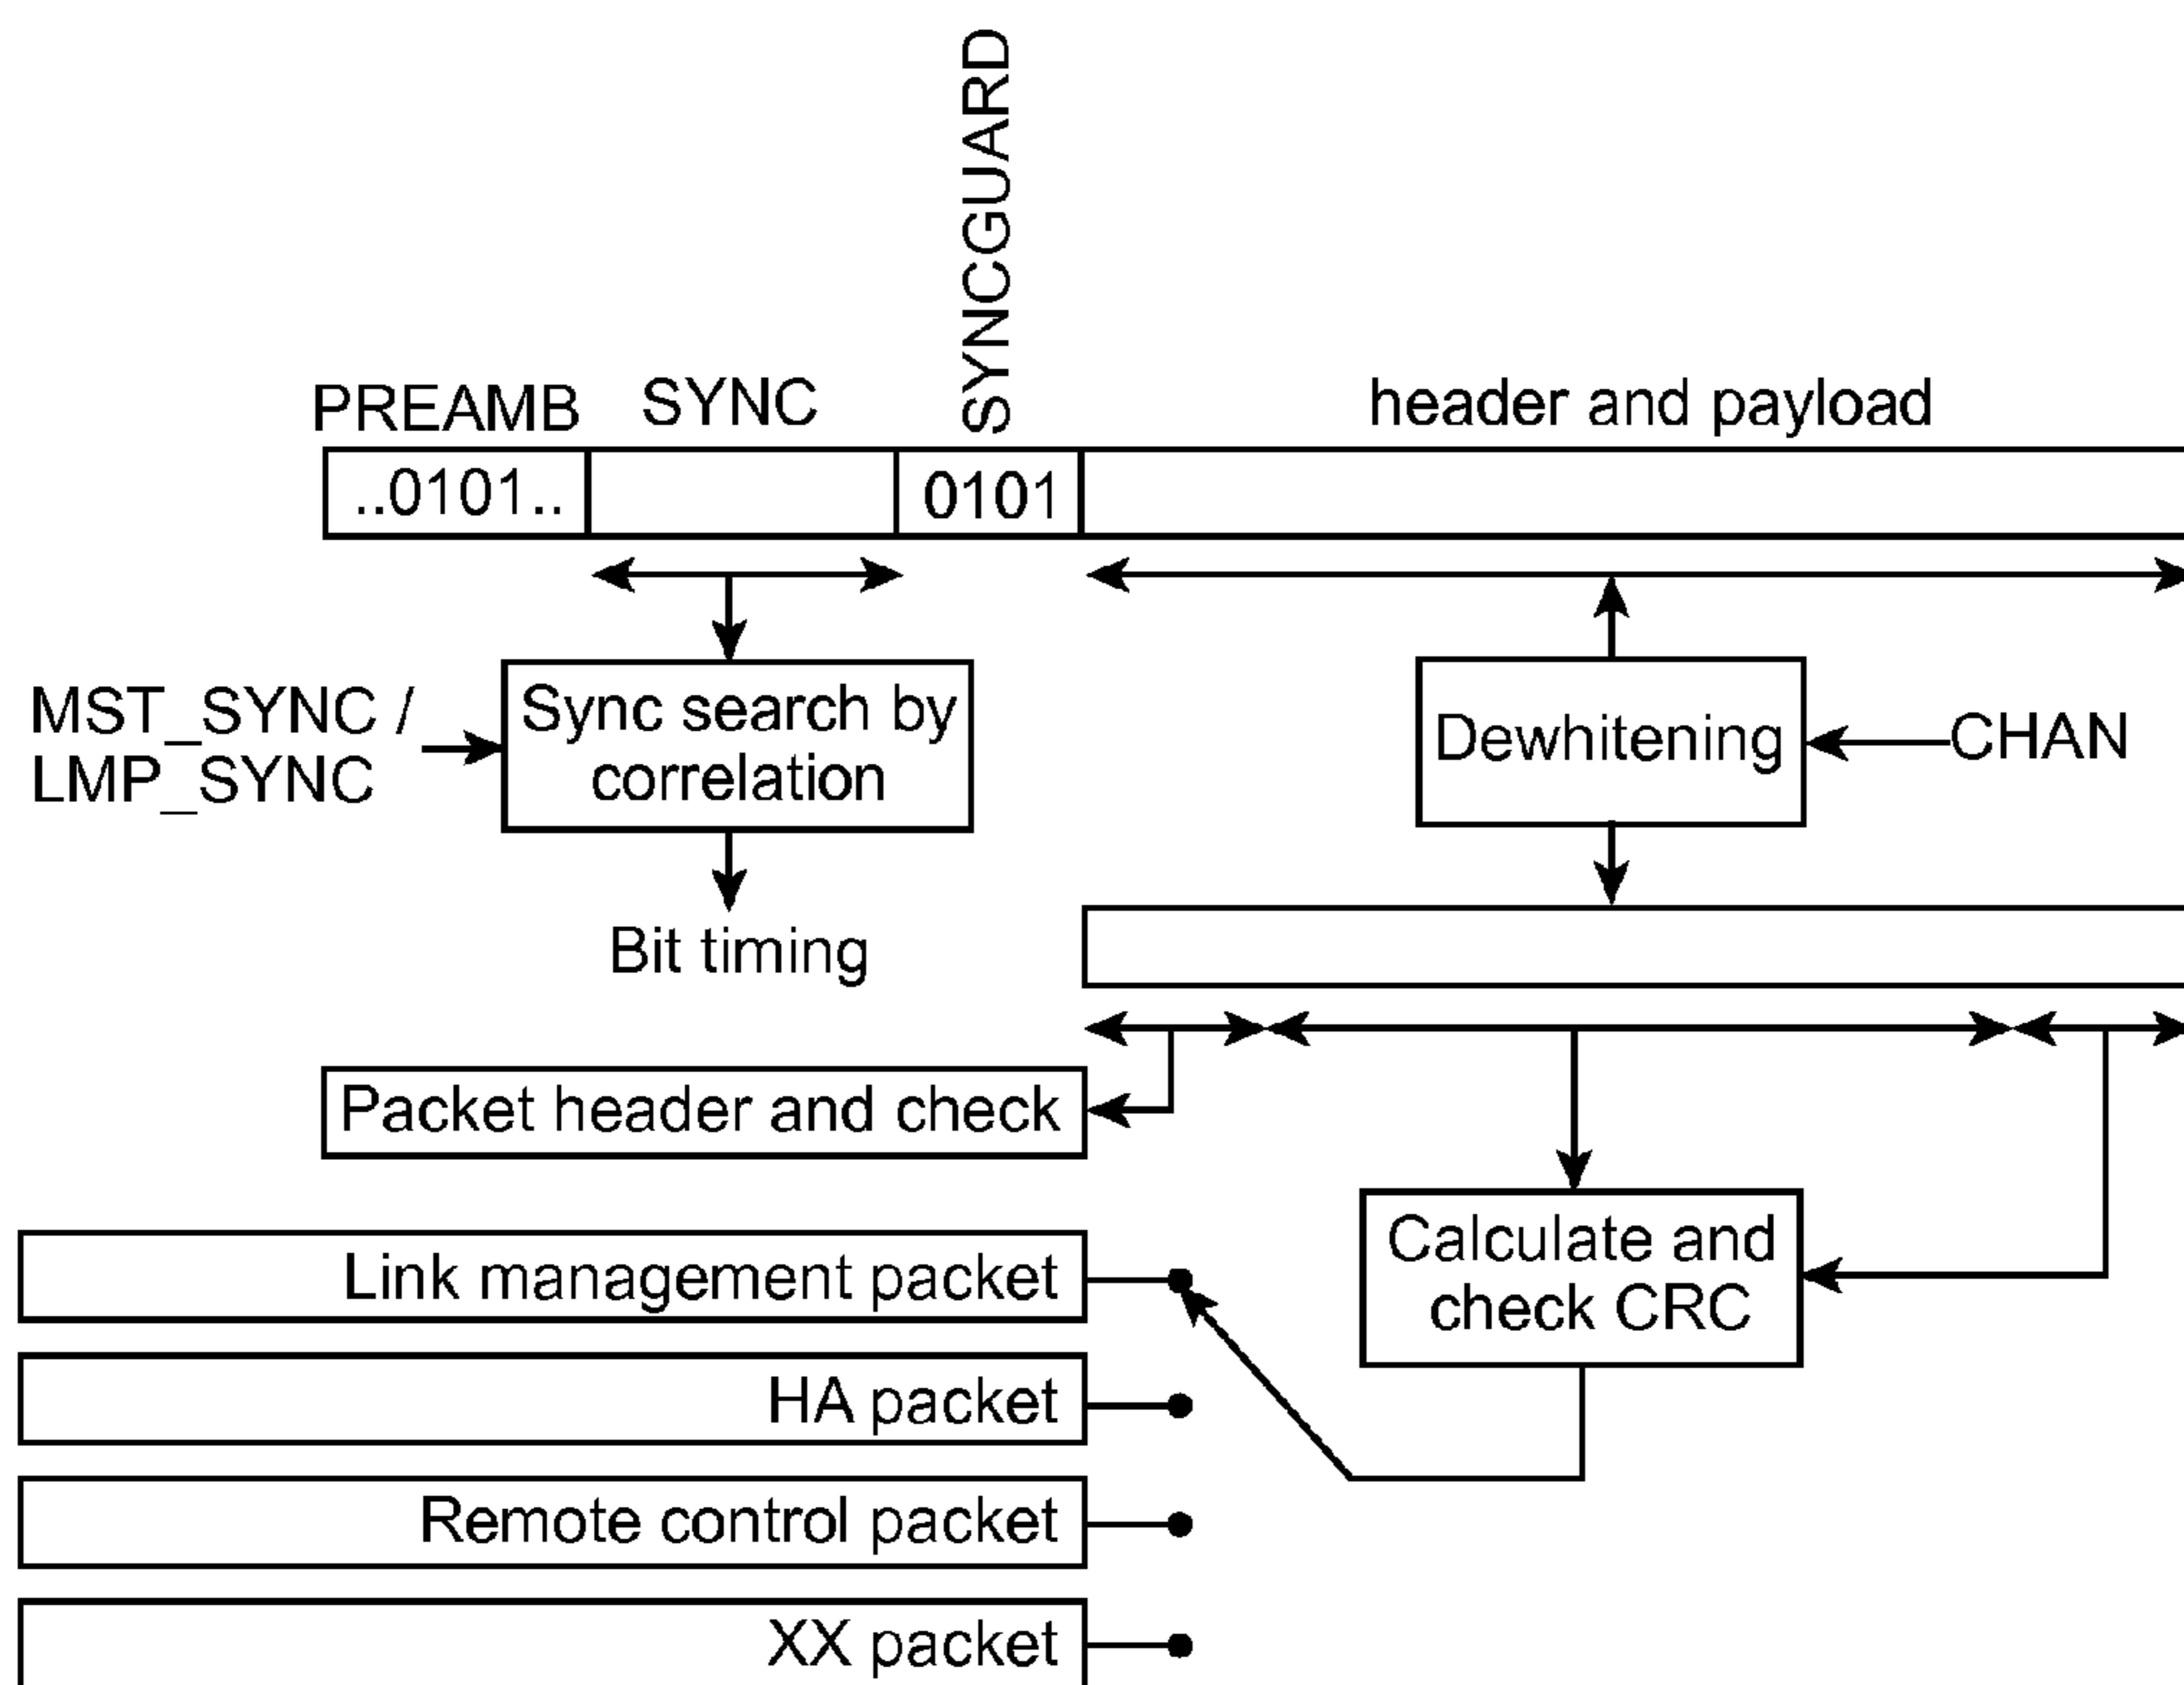 SYNCGUARD
PREAMB
SYNC
header and payload
..0101..
0101
MST_SYNC /
LMP_SYNC
Sync search by
correlation
Dewhitening
CHAN
Bit timing
Packet header and check
Calculate and
check CRC
Link management packet
HA packet
Remote control packet
XX packet